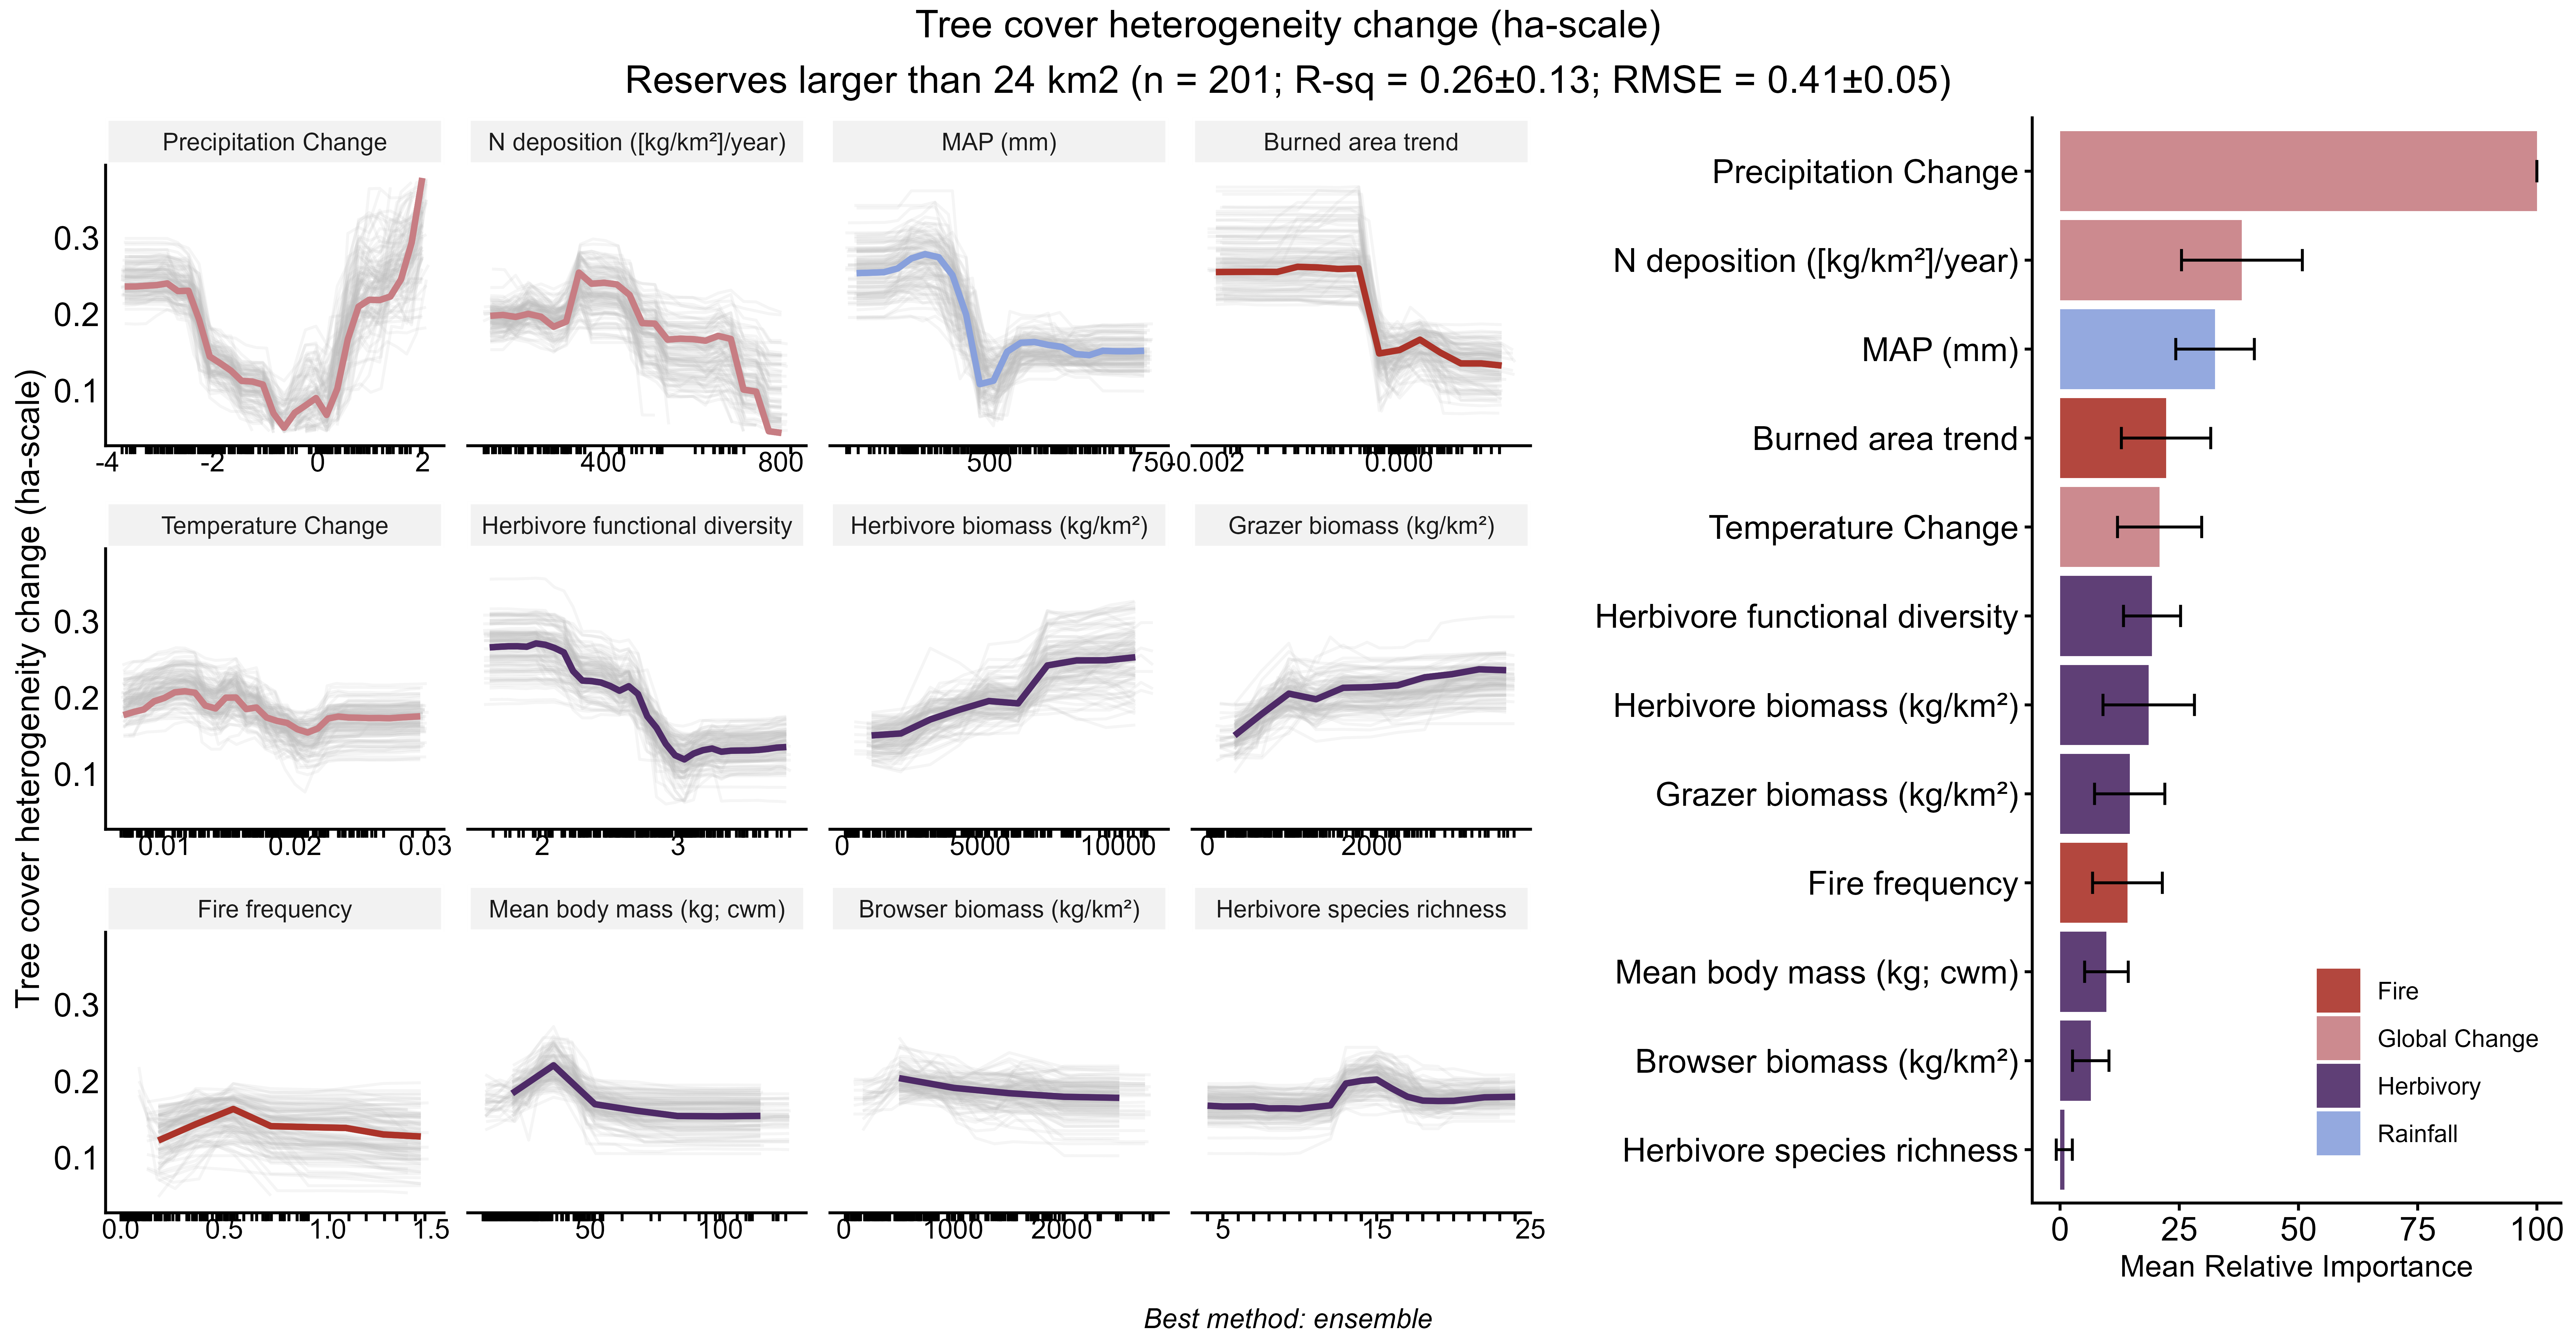 Tree cover heterogeneity change (ha-scale)
Reserves larger than 24 km2 (n = 201; R-sq = 0.26±0.13; RMSE = 0.41±0.05)
Tree cover heterogeneity change (ha-scale)
Precipitation Change
N deposition ([kg/km²]/year)
MAP (mm)
Burned area trend
0.3
0.2
0.1
-4 -2 0 2
400 800
500 750
-0.002 0.000
Temperature Change
Herbivore functional diversity
Herbivore biomass (kg/km²)
Grazer biomass (kg/km²)
0.3
0.2
0.1
0.01 0.02 0.03
2 3
0 5000 10000
0 2000
Fire frequency
Mean body mass (kg; cwm)
Browser biomass (kg/km²)
Herbivore species richness
0.3
0.2
0.1
0.0 0.5 1.0 1.5
50 100
0 1000 2000
5 15 25
Precipitation Change
N deposition ([kg/km²]/year)
MAP (mm)
Burned area trend
Temperature Change
Herbivore functional diversity
Herbivore biomass (kg/km²)
Grazer biomass (kg/km²)
Fire frequency
Mean body mass (kg; cwm)
Browser biomass (kg/km²)
Herbivore species richness
Fire
Global Change
Herbivory
Rainfall
0 25 50 75 100
Mean Relative Importance
Best method: ensemble